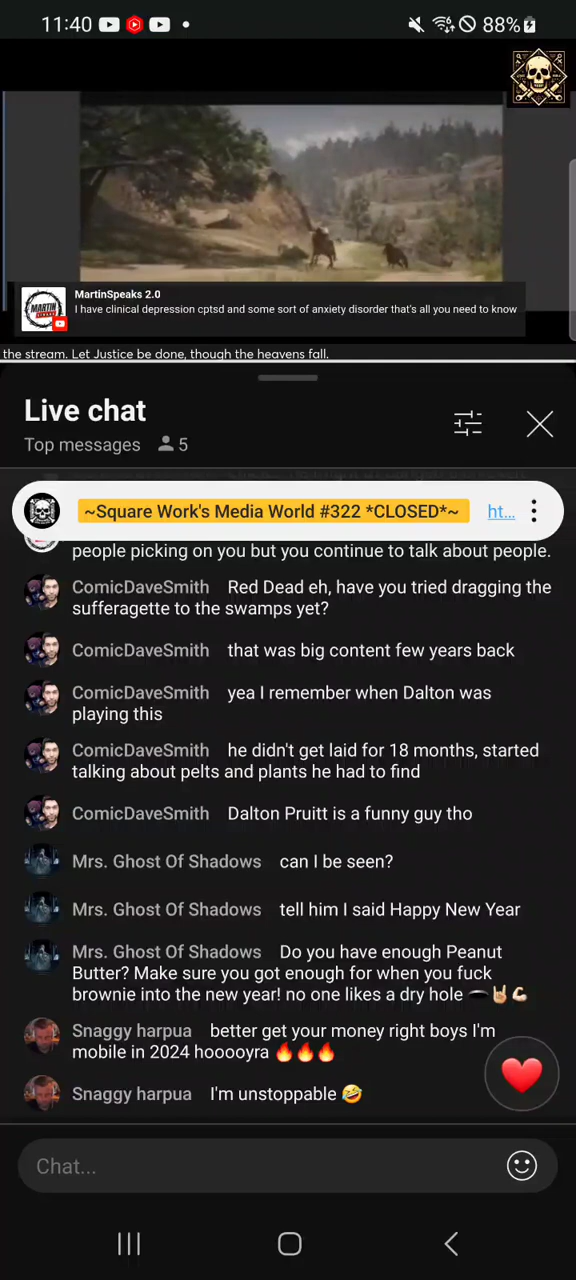 11:40
88%
MartinSpeaks 2.0
I have clinical depression cptsd and some sort of anxiety disorder that's all you need to know
the stream. Let Justice be done, though the heavens fall.
Live chat
Top messages 5
~Square Work's Media World #322 *CLOSED*~ ht...
people picking on you but you continue to talk about people.
ComicDaveSmith Red Dead eh, have you tried dragging the
sufferagette to the swamps yet?
ComicDaveSmith that was big content few years back
ComicDaveSmith yea I remember when Dalton was
playing this
ComicDaveSmith he didn't get laid for 18 months, started
talking about pelts and plants he had to find
ComicDaveSmith Dalton Pruitt is a funny guy tho
Mrs. Ghost Of Shadows can I be seen?
Mrs. Ghost Of Shadows tell him I said Happy New Year
Mrs. Ghost Of Shadows Do you have enough Peanut
Butter? Make sure you got enough for when you fuck
brownie into the new year! no one likes a dry hole 🕳️🤘🏼💪🏻
Snaggy harpua better get your money right boys I'm
mobile in 2024 hooooyra 🔥🔥🔥
Snaggy harpua I'm unstoppable 🤣
Chat...